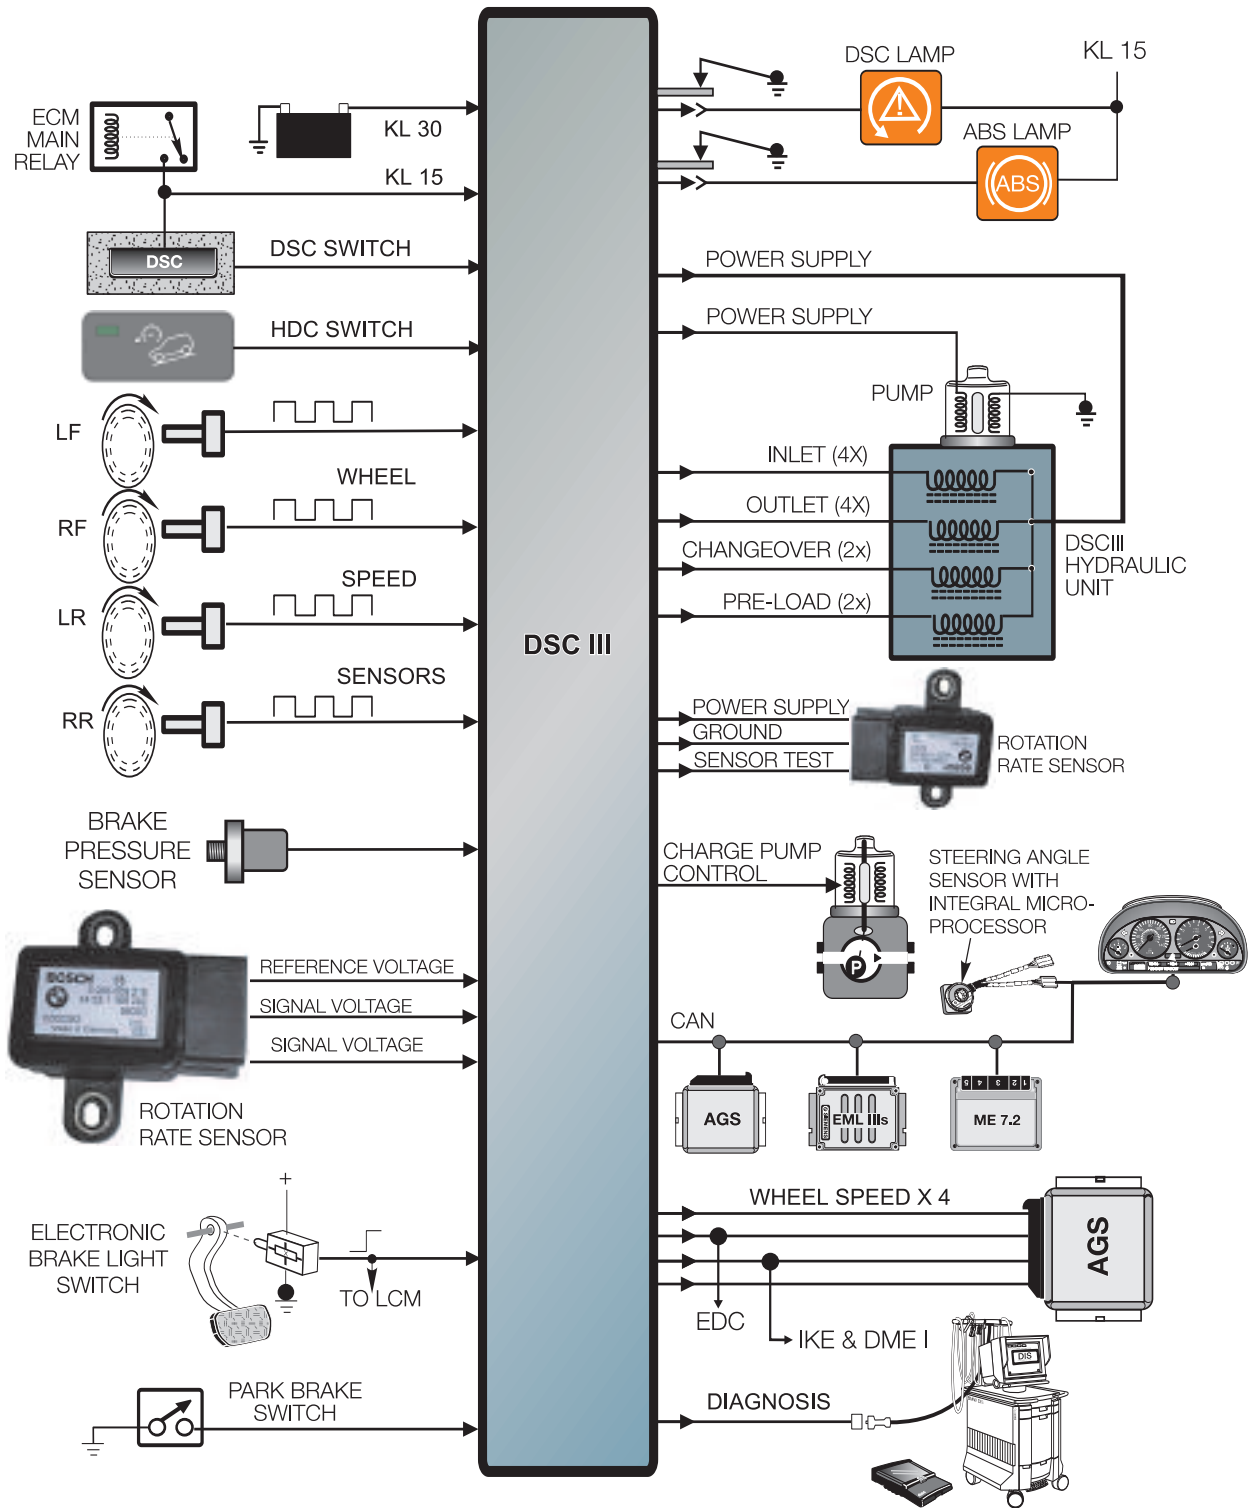 ECM
MAIN
RELAY
KL 30
KL 15
DSC
DSC SWITCH
HDC SWITCH
LF
WHEEL
RF
SPEED
LR
SENSORS
RR
BRAKE
PRESSURE
SENSOR
BOSCH
REFERENCE VOLTAGE
SIGNAL VOLTAGE
SIGNAL VOLTAGE
ROTATION
RATE SENSOR
ELECTRONIC
BRAKE LIGHT
SWITCH
+
TO LCM
PARK BRAKE
SWITCH
DSC III
DSC LAMP
KL 15
ABS LAMP
ABS
POWER SUPPLY
POWER SUPPLY
PUMP
INLET (4X)
OUTLET (4X)
CHANGEOVER (2x)
PRE-LOAD (2x)
DSCIII
HYDRAULIC
UNIT
POWER SUPPLY
GROUND
SENSOR TEST
ROTATION
RATE SENSOR
CHARGE PUMP
CONTROL
P
STEERING ANGLE
SENSOR WITH
INTEGRAL MICRO-
PROCESSOR
CAN
AGS
EML IIIs
5 4 3 2 1
ME 7.2
WHEEL SPEED X 4
AGS
EDC
IKE & DME I
DIAGNOSIS
DIS